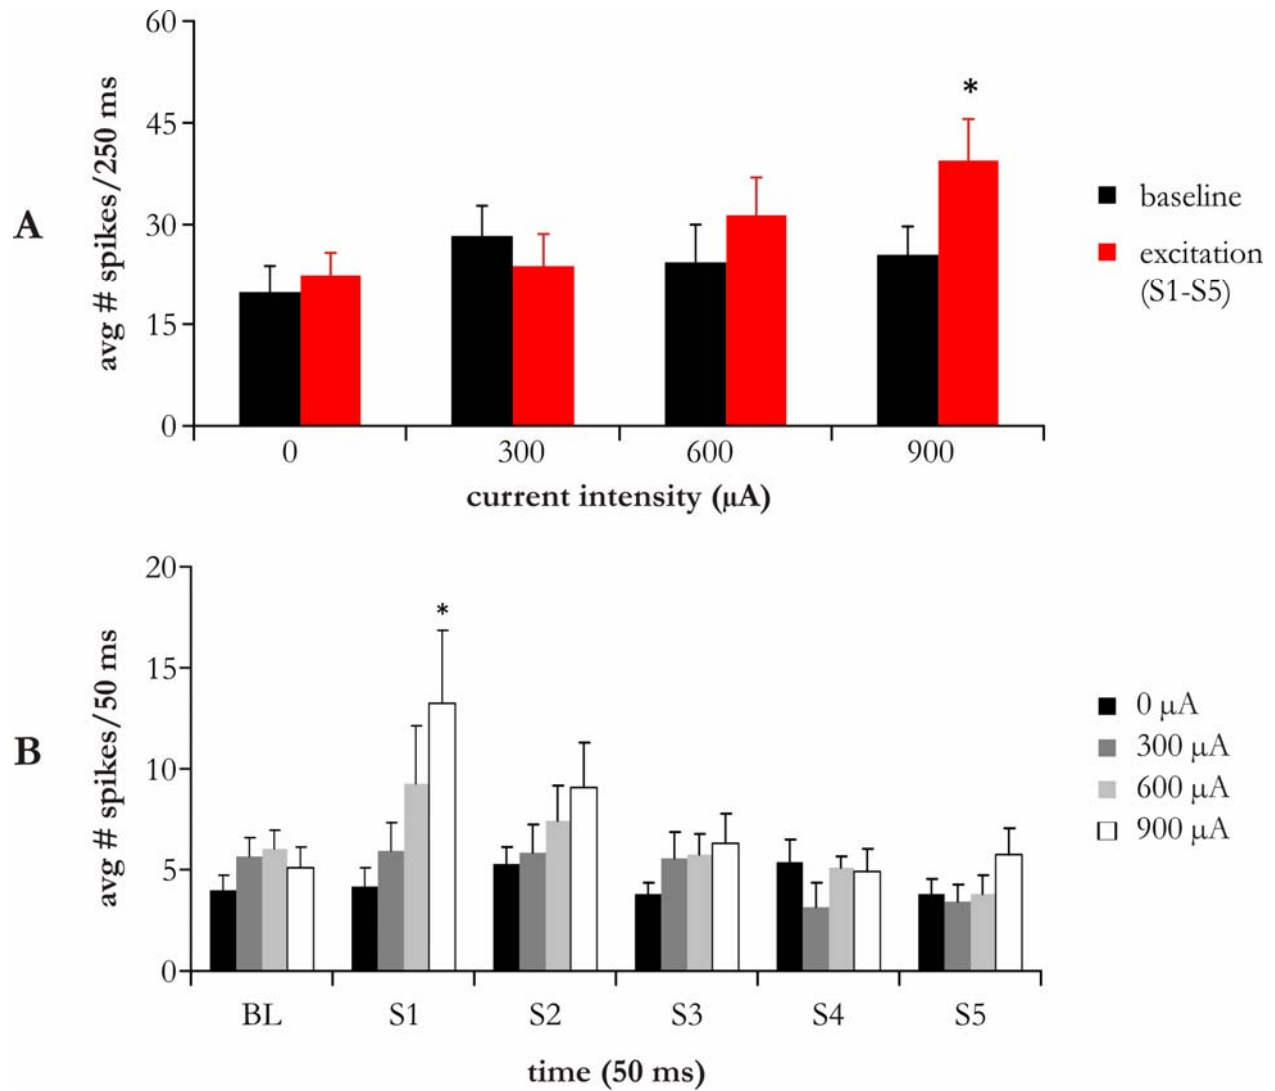 A
avg # spikes/250 ms
60
45
30
15
0
*
0 300 600 900
current intensity (µA)
baseline
excitation
(S1-S5)
B
avg # spikes/50 ms
20
15
10
5
0
*
BL S1 S2 S3 S4 S5
time (50 ms)
0 µA
300 µA
600 µA
900 µA